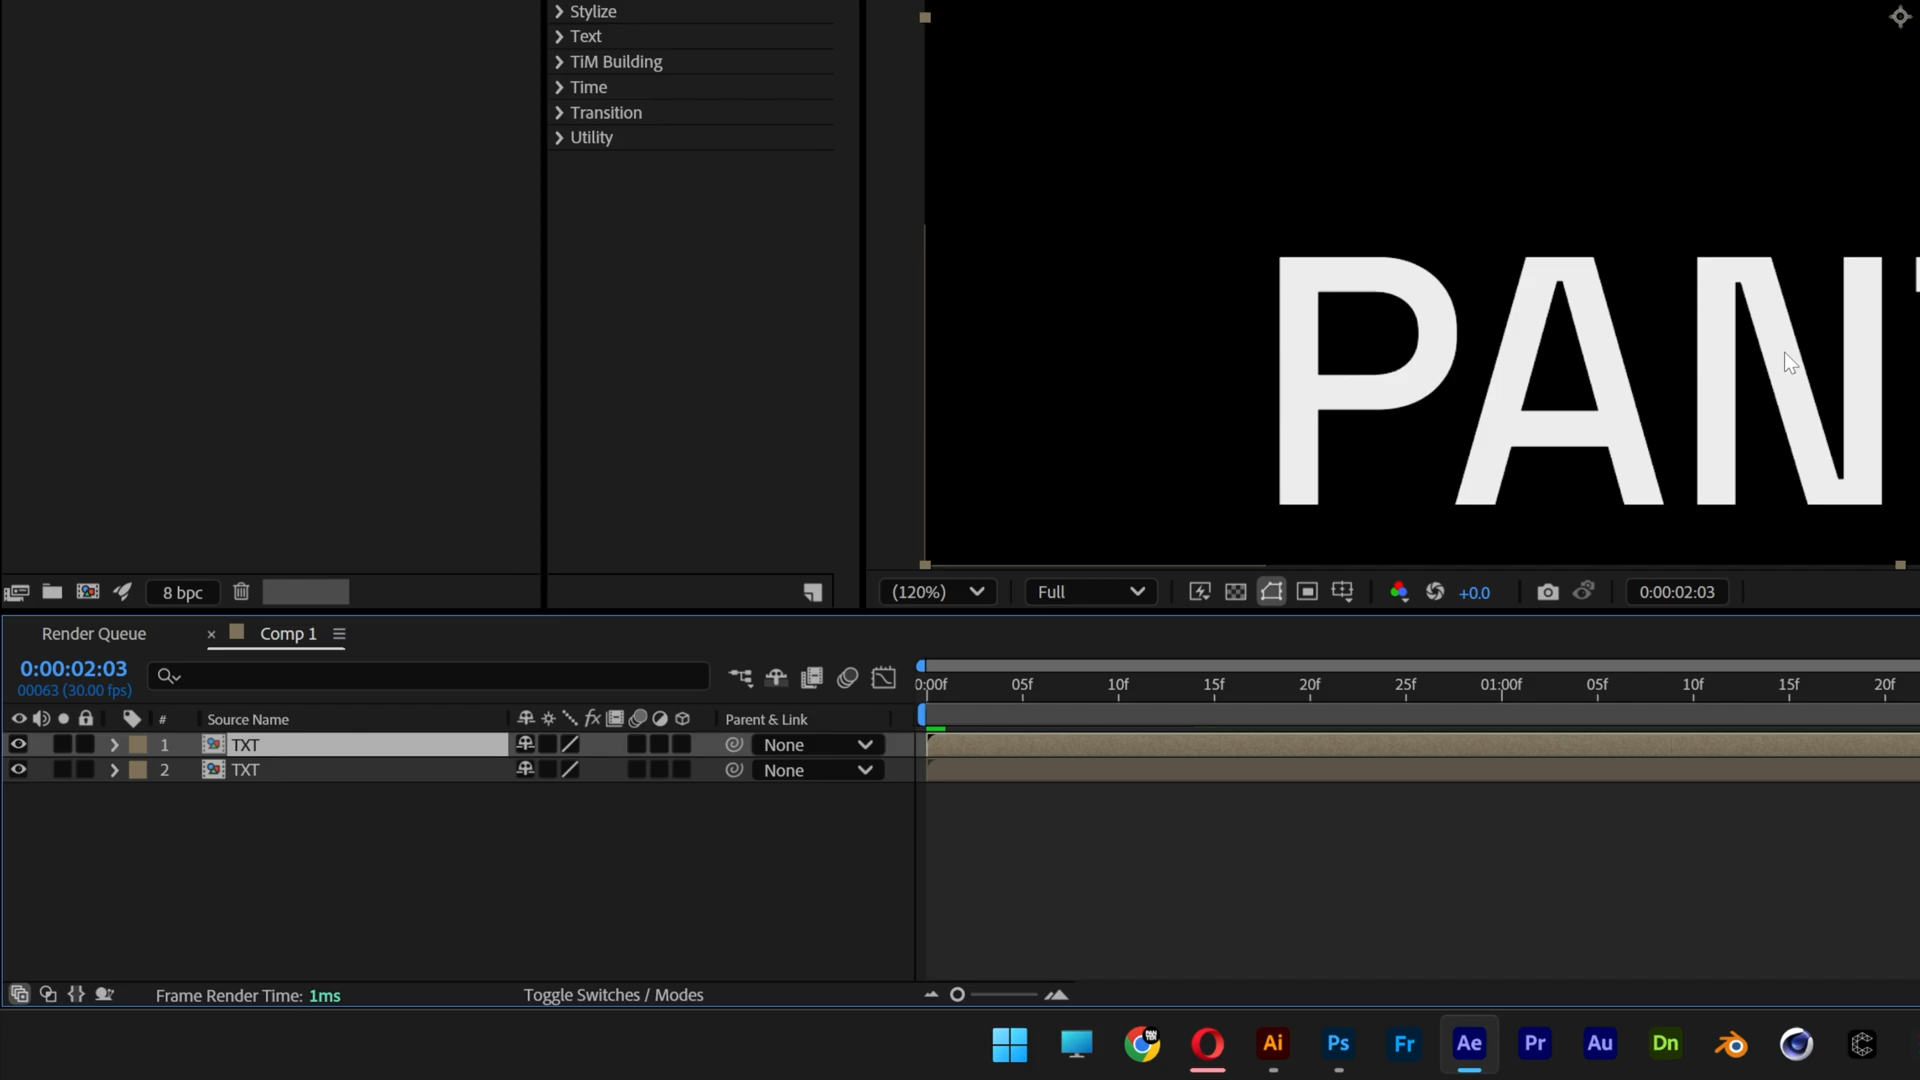 Stylize
Text
TiM Building
Time
Transition
Utility
PAN
8 bpc
(120%)
Full
+0.0
0:00:02:03
Render Queue
× Comp 1
0:00:02:03
00063 (30.00 fps)
0:00f 05f 10f 15f 20f 25f 01:00f 05f 10f 15f 20f
# Source Name fx Parent & Link
1 TXT None
2 TXT None
Frame Render Time: 1ms
Toggle Switches / Modes
Ai Ps Fr Ae Pr Au Dn